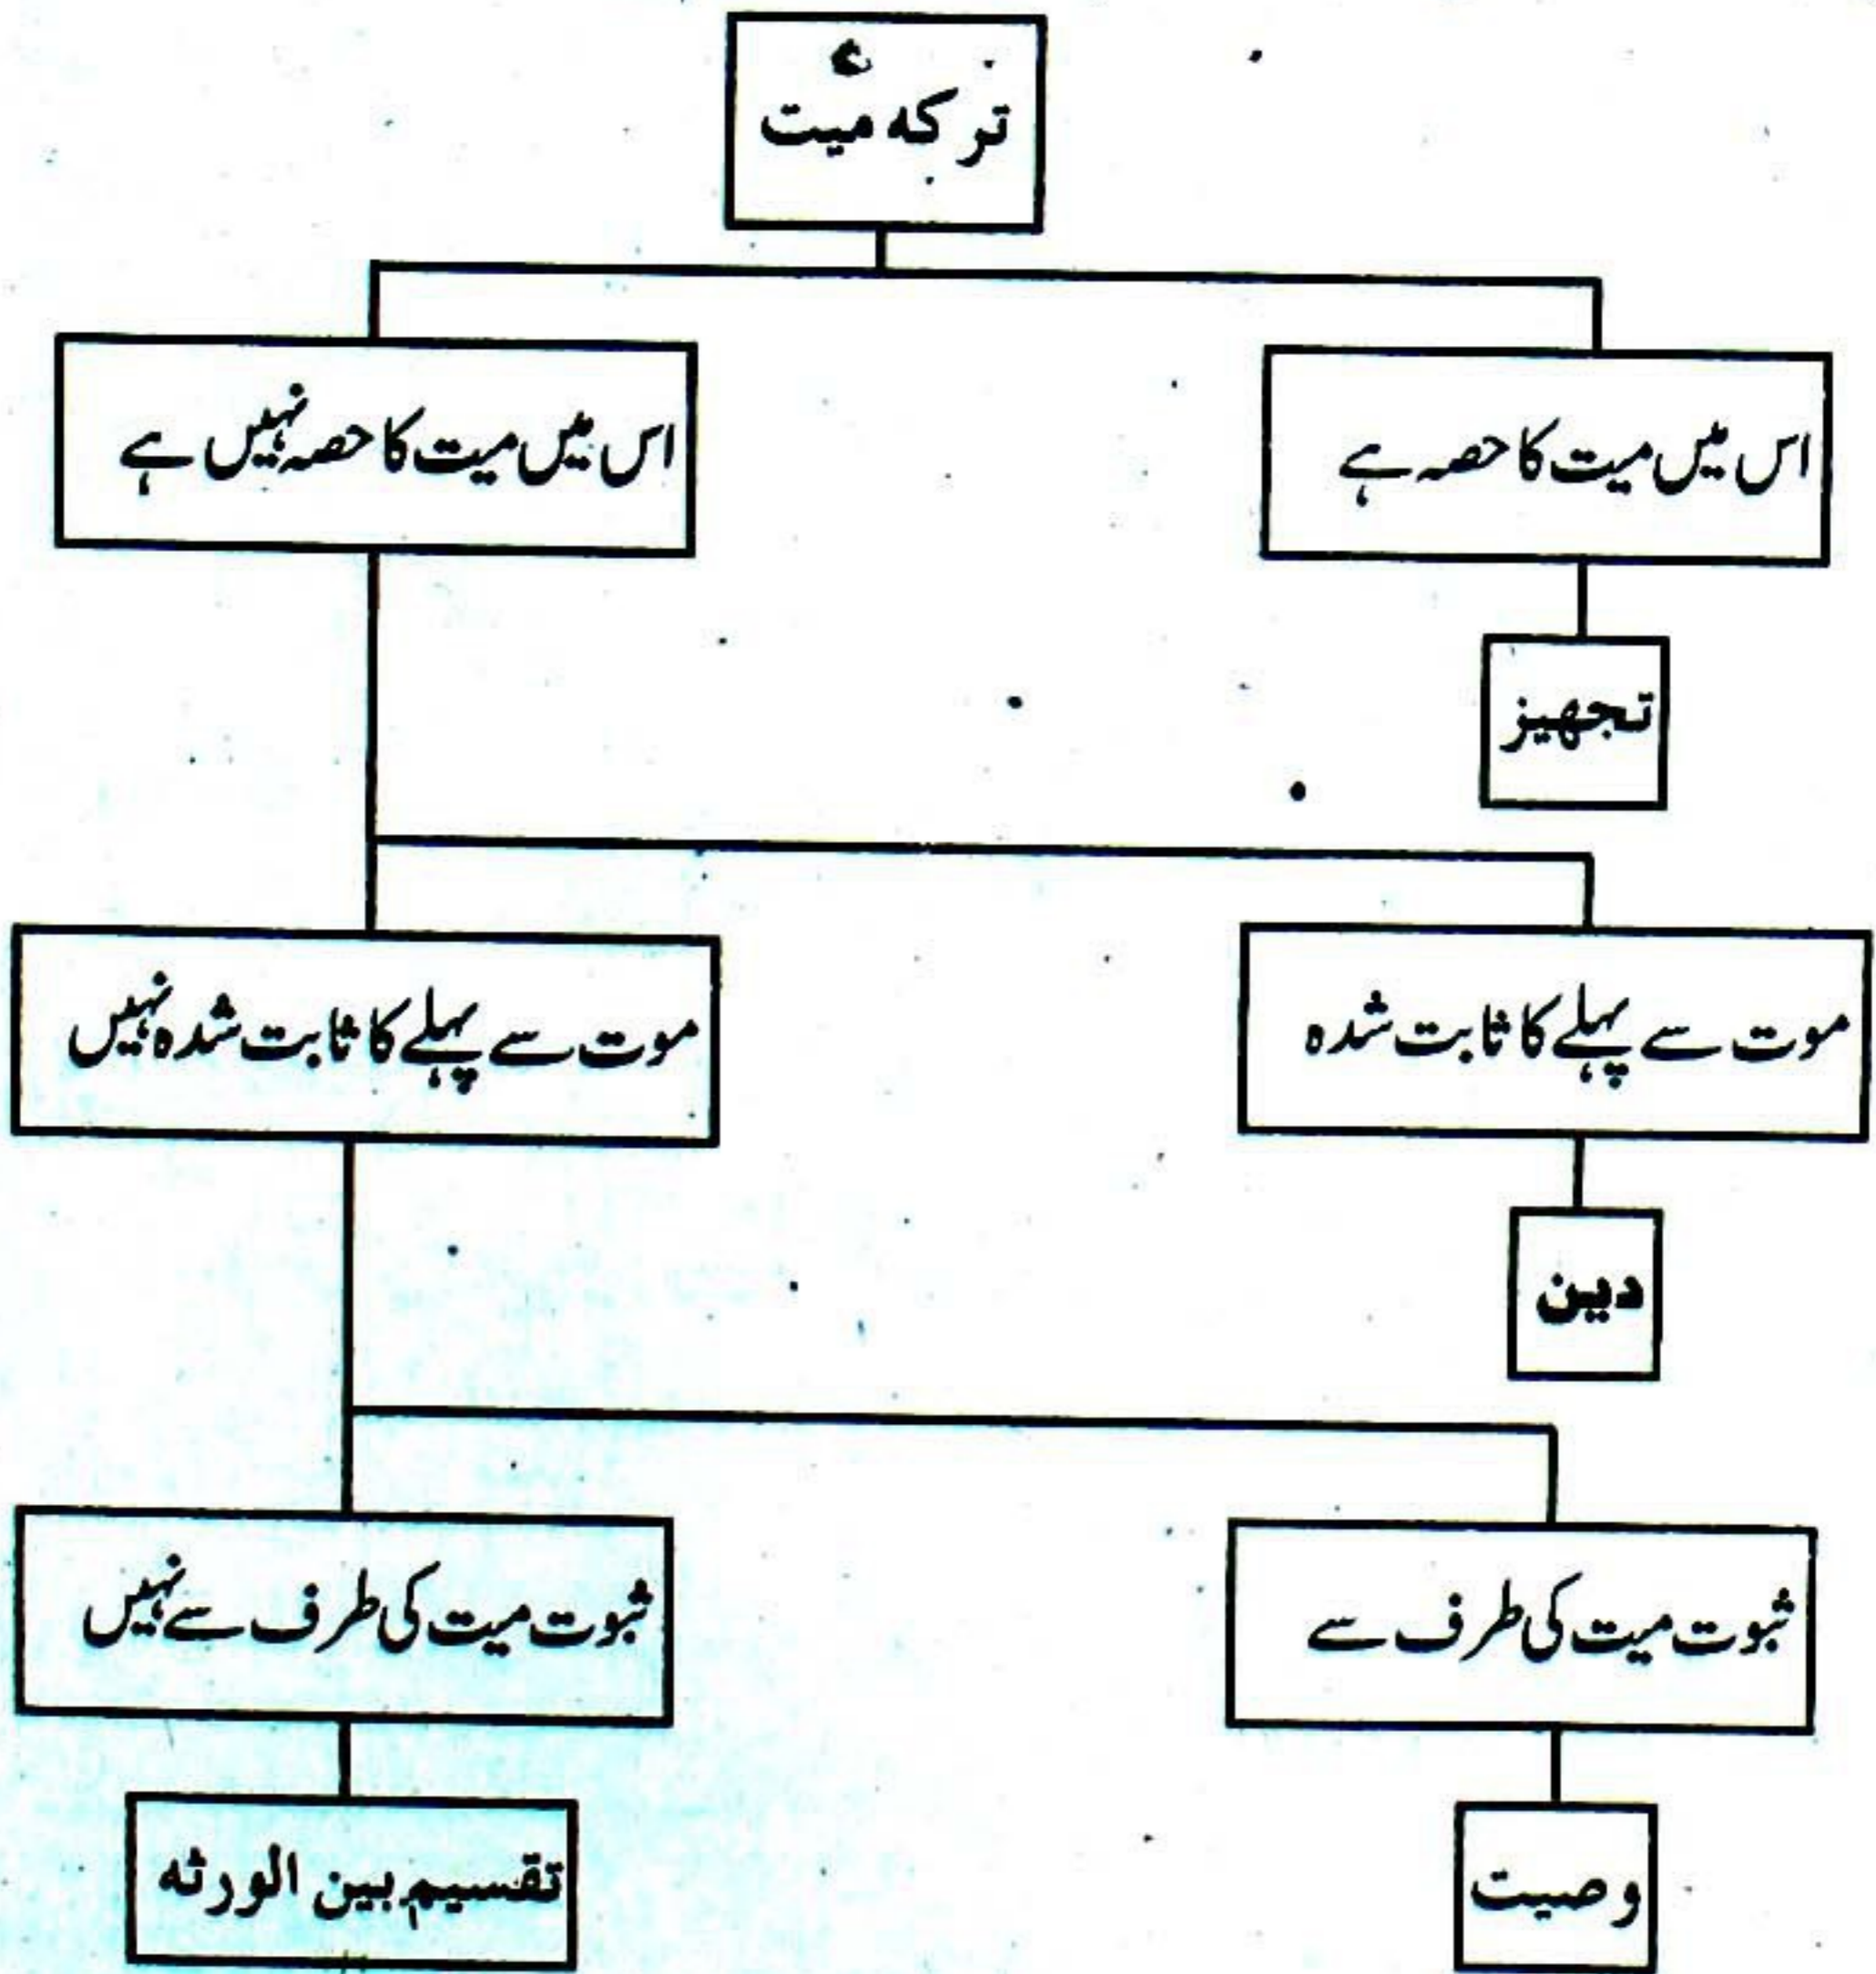 ترکہ میت
اس میں میت کا حصہ ہے
اس میں میت کا حصہ نہیں ہے
تجهیز
موت سے پہلے کا ثابت شدہ
موت سے پہلے کا ثابت شدہ نہیں
دین
ثبوت میت کی طرف سے
ثبوت میت کی طرف سے نہیں
وصیت
تقسیم بین الورثه